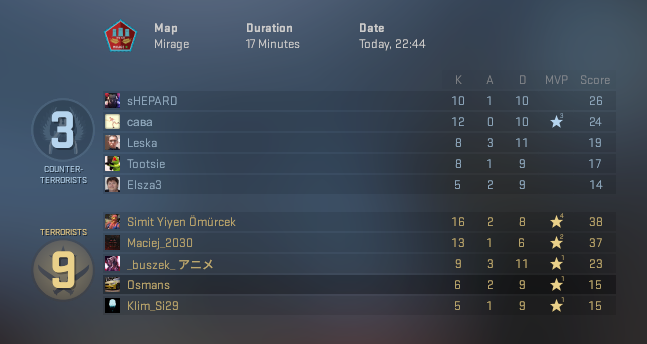 Map Duration Date
Mirage 17 Minutes Today, 22:44
K A D MVP Score
sHEPARD 10 1 10 26
caвa 12 0 10 3 24
Leska 8 3 11 19
Tootsie 8 1 9 17
Elsza3 5 2 9 14
3
COUNTER-
TERRORISTS
TERRORISTS
9
Simit Yiyen Ömürcek 16 2 8 4 38
Maciej_2030 13 1 6 2 37
_buszek_ アニメ 9 3 11 1 23
Osmans 6 2 9 1 15
Klim_Si29 5 1 9 1 15